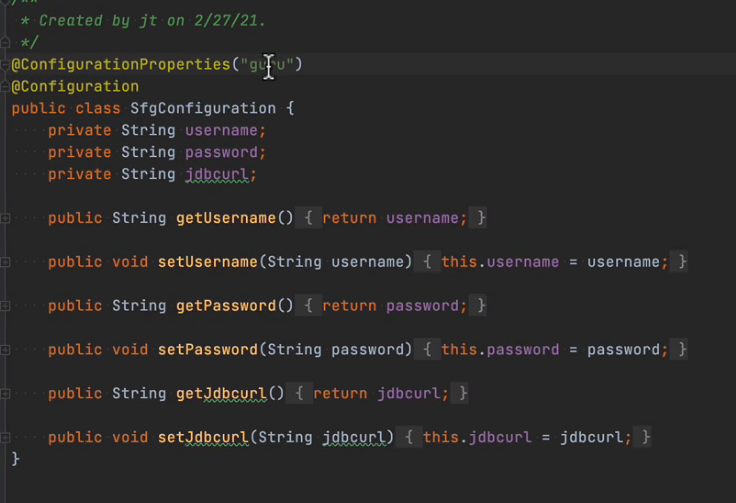 /**
* Created by jt on 2/27/21.
*/
@ConfigurationProperties("guru")
@Configuration
public class SfgConfiguration {
private String username;
private String password;
private String jdbcurl;
public String getUsername() { return username; }
public void setUsername(String username) { this.username = username; }
public String getPassword() { return password; }
public void setPassword(String password) { this.password = password; }
public String getJdbcurl() { return jdbcurl; }
public void setJdbcurl(String jdbcurl) { this.jdbcurl = jdbcurl; }
}